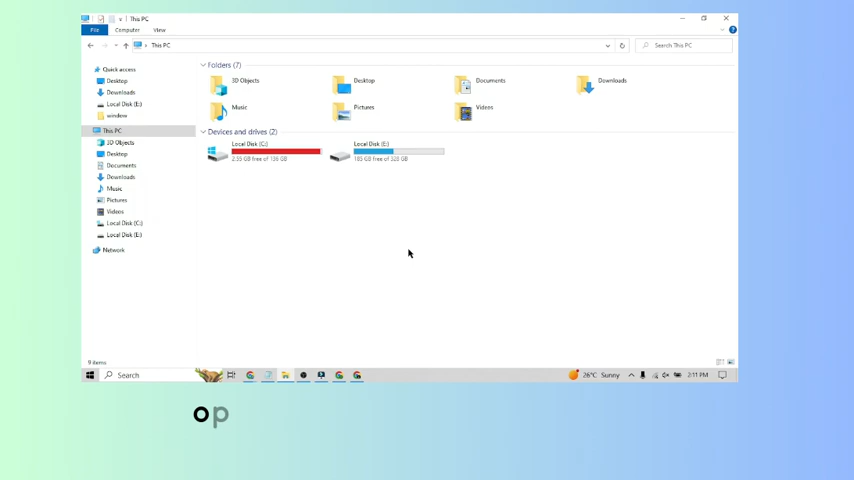 This PC
File Computer View
This PC
Search This PC
Quick access
Desktop
Downloads
Local Disk (E:)
window
This PC
3D Objects
Desktop
Documents
Downloads
Music
Pictures
Videos
Local Disk (C:)
Local Disk (E:)
Network
Folders (7)
3D Objects
Desktop
Documents
Downloads
Music
Pictures
Videos
Devices and drives (2)
Local Disk (C:)
2.55 GB free of 136 GB
Local Disk (E:)
185 GB free of 328 GB
9 items
Search
26°C Sunny
2:11 PM
op